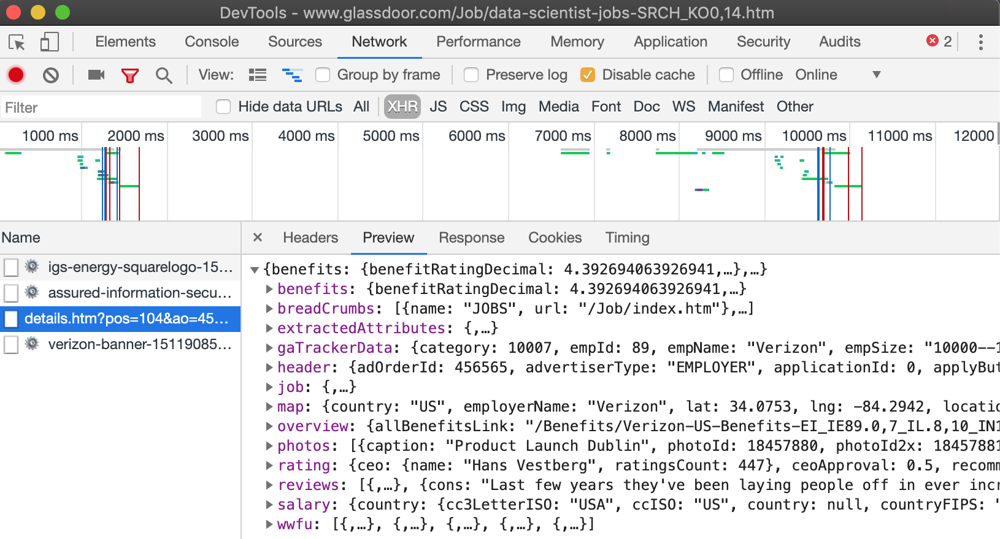 DevTools - www.glassdoor.com/Job/data-scientist-jobs-SRCH_KO0,14.htm
Elements Console Sources Network Performance Memory Application Security Audits 2
View: Group by frame Preserve log Disable cache Offline Online
Filter Hide data URLs All XHR JS CSS Img Media Font Doc WS Manifest Other
1000 ms 2000 ms 3000 ms 4000 ms 5000 ms 6000 ms 7000 ms 8000 ms 9000 ms 10000 ms 11000 ms 12000
Name
igs-energy-squarelogo-15...
assured-information-secu...
details.htm?pos=104&ao=45...
verizon-banner-15119085...
× Headers Preview Response Cookies Timing
{benefits: {benefitRatingDecimal: 4.392694063926941,…},…}
benefits: {benefitRatingDecimal: 4.392694063926941,…}
breadCrumbs: [{name: "JOBS", url: "/Job/index.htm"},…]
extractedAttributes: {,…}
gaTrackerData: {category: 10007, empId: 89, empName: "Verizon", empSize: "10000--1
header: {adOrderId: 456565, advertiserType: "EMPLOYER", applicationId: 0, applyBut
job: {,…}
map: {country: "US", employerName: "Verizon", lat: 34.0753, lng: -84.2942, locatio
overview: {allBenefitsLink: "/Benefits/Verizon-US-Benefits-EI_IE89.0,7_IL.8,10_IN1
photos: [{caption: "Product Launch Dublin", photoId: 18457880, photoId2x: 18457881
rating: {ceo: {name: "Hans Vestberg", ratingsCount: 447}, ceoApproval: 0.5, recomm
reviews: [{,…}, {cons: "Last few years they've been laying people off in ever incr
salary: {country: {cc3LetterISO: "USA", ccISO: "US", country: null, countryFIPS: "
wwfu: [{,…}, {,…}, {,…}, {,…}, {,…}]